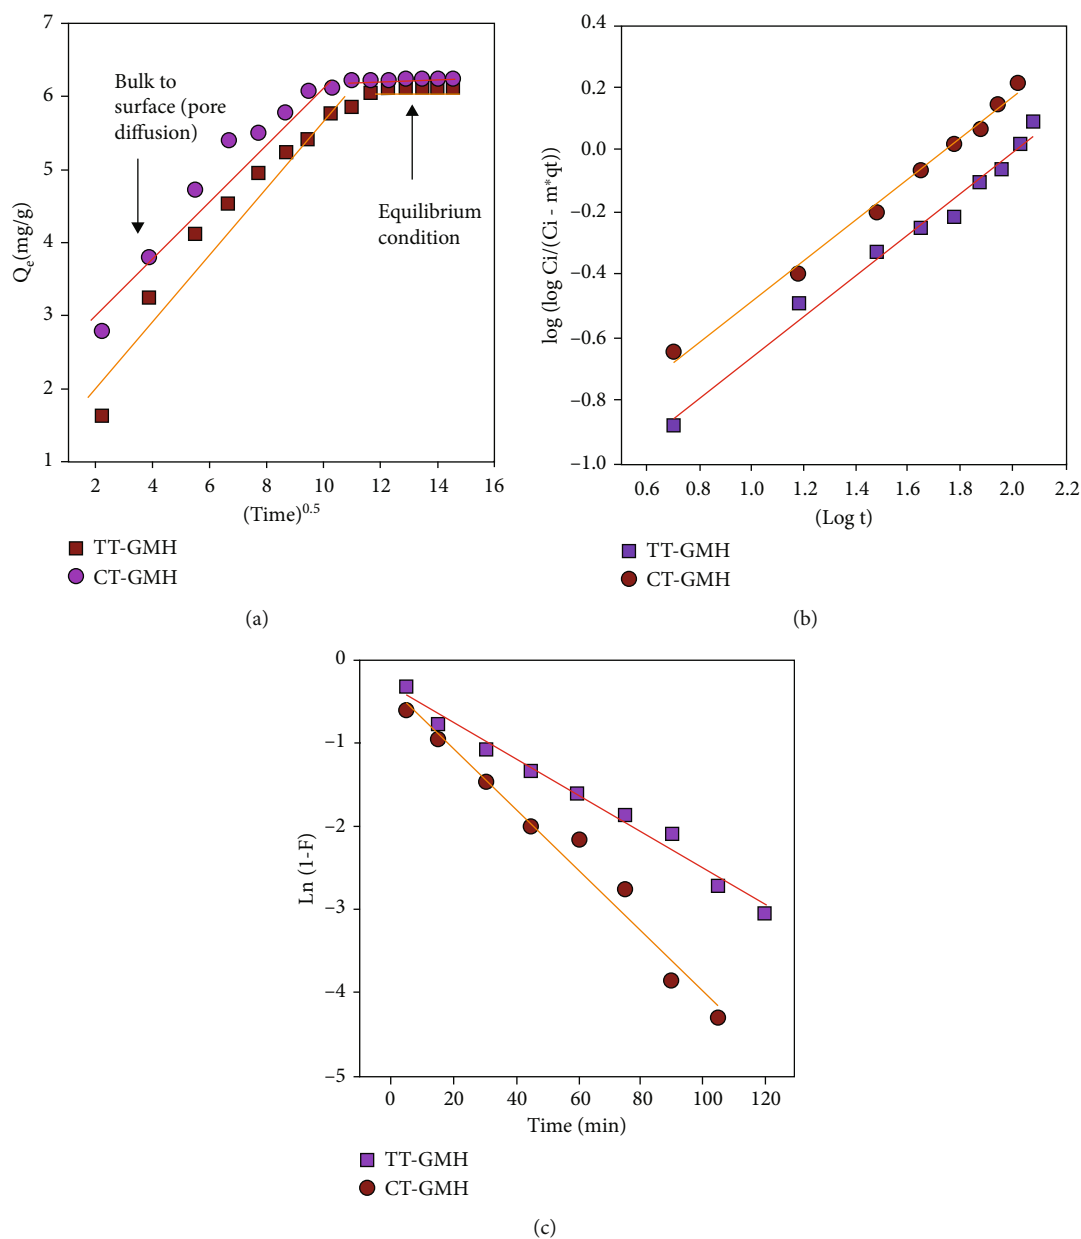 7
6
5
4
3
2
1
Q_e(mg/g)
Bulk to
surface (pore
diffusion)
Equilibrium
condition
2 4 6 8 10 12 14 16
(Time)^0.5
TT-GMH
CT-GMH
(a)
0.4
0.2
0.0
−0.2
−0.4
−0.6
−0.8
−1.0
log (log Ci/(Ci - m*qt))
0.6 0.8 1.2 1.4 1.6 1.8 2.0 2.2
(Log t)
TT-GMH
CT-GMH
(b)
0
−1
−2
−3
−4
−5
Ln (1-F)
0 20 40 60 80 100 120
Time (min)
TT-GMH
CT-GMH
(c)